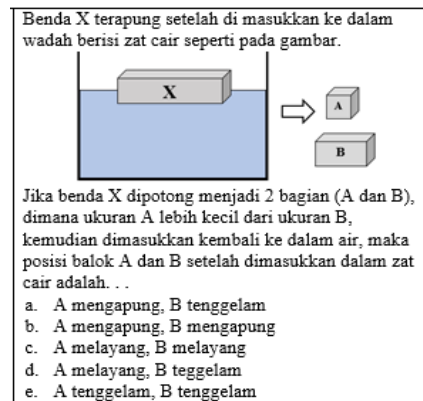 Benda X terapung setelah di masukkan ke dalam
wadah berisi zat cair seperti pada gambar.
X
A
B
Jika benda X dipotong menjadi 2 bagian (A dan B),
dimana ukuran A lebih kecil dari ukuran B,
kemudian dimasukkan kembali ke dalam air, maka
posisi balok A dan B setelah dimasukkan dalam zat
cair adalah. . .
a. A mengapung, B tenggelam
b. A mengapung, B mengapung
c. A melayang, B melayang
d. A melayang, B teggelam
e. A tenggelam, B tenggelam